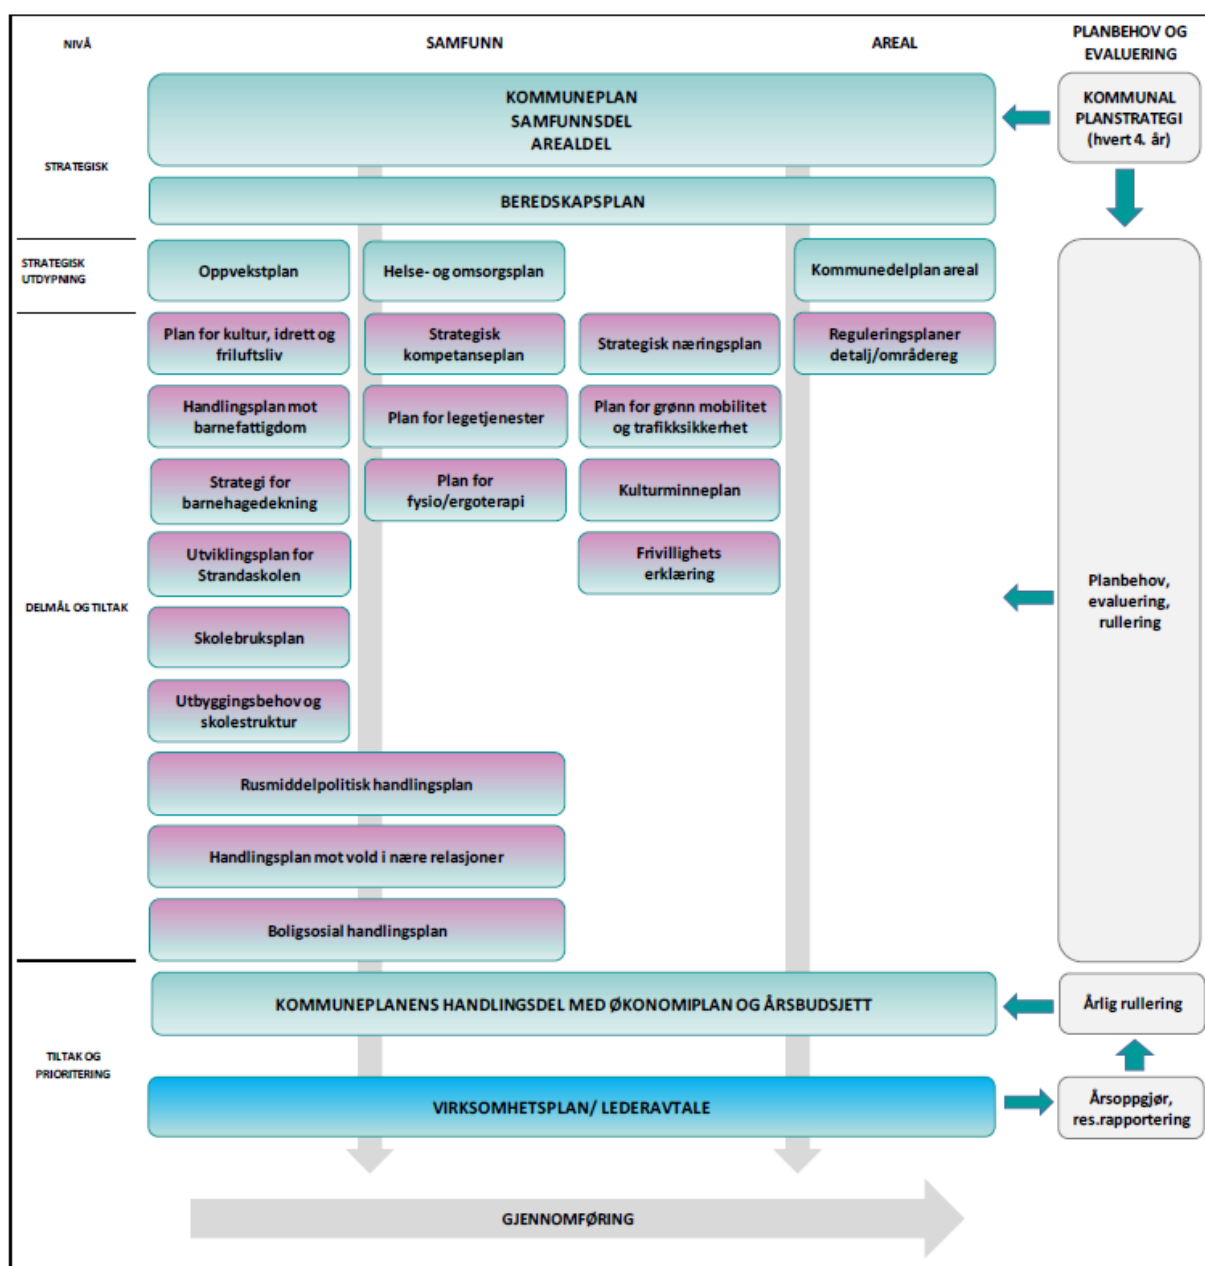 NIVÅ
SAMFUNN
AREAL
PLANBEHOV OG
EVALUERING
KOMMUNEPLAN
SAMFUNNSDEL
AREALDEL
KOMMUNAL
PLANSTRATEGI
(hvert 4. år)
STRATEGISK
BEREDSKAPSPLAN
STRATEGISK
UTDYPNING
Oppvekstplan
Helse- og omsorgsplan
Kommunedelplan areal
Plan for kultur, idrett og
friluftsliv
Strategisk
kompetanseplan
Strategisk næringsplan
Reguleringsplaner
detalj/områdereg
Handlingsplan mot
barnefattigdom
Plan for legetjenester
Plan for grønn mobilitet
og trafikksikkerhet
Strategi for
barnehagedekning
Plan for
fysio/ergoterapi
Kulturminneplan
Utviklingsplan for
Strandaskolen
Frivillighets
erklæring
DELMÅL OG TILTAK
Planbehov,
evaluering,
rullering
Skolebruksplan
Utbyggingsbehov og
skolestruktur
Rusmiddelpolitisk handlingsplan
Handlingsplan mot vold i nære relasjoner
Boligsosial handlingsplan
KOMMUNEPLANENS HANDLINGSDEL MED ØKONOMIPLAN OG ÅRSBUDSJETT
Årlig rullering
TILTAK OG
PRIORITERING
VIRKSOMHETSPLAN/ LEDERAVTALE
Årsoppgjør,
res.rapportering
GJENNOMFØRING